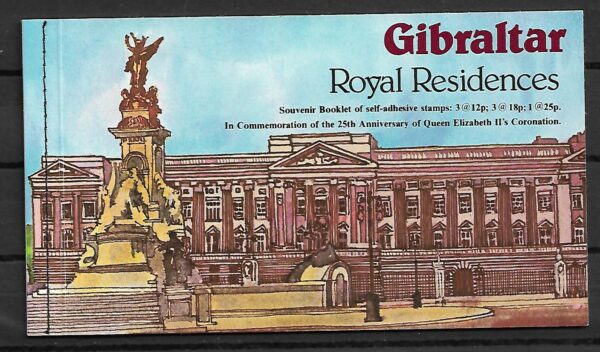 Gibraltar
Royal Residences
Souvenir Booklet of self-adhesive stamps: 3@12p; 3@18p; 1@25p.
In Commemoration of the 25th Anniversary of Queen Elizabeth II's Coronation.